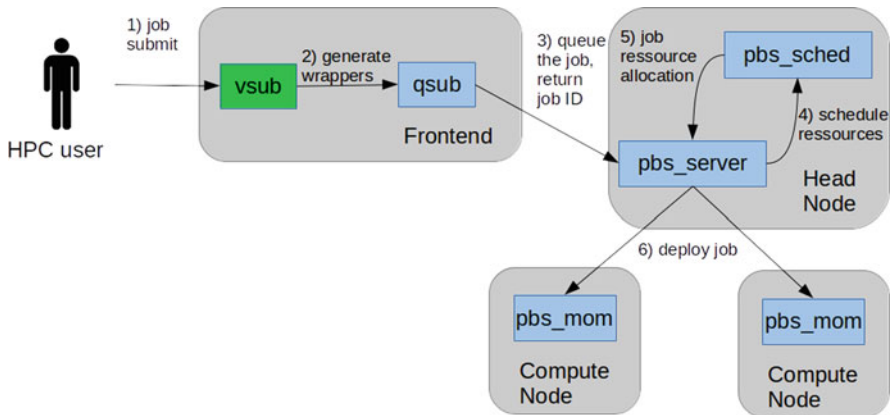 1) job
submit
HPC user
vsub
2) generate
wrappers
qsub
Frontend
3) queue
the job,
return
job ID
5) job
ressource
allocation
pbs_sched
4) schedule
ressources
pbs_server
Head
Node
6) deploy job
pbs_mom
Compute
Node
pbs_mom
Compute
Node